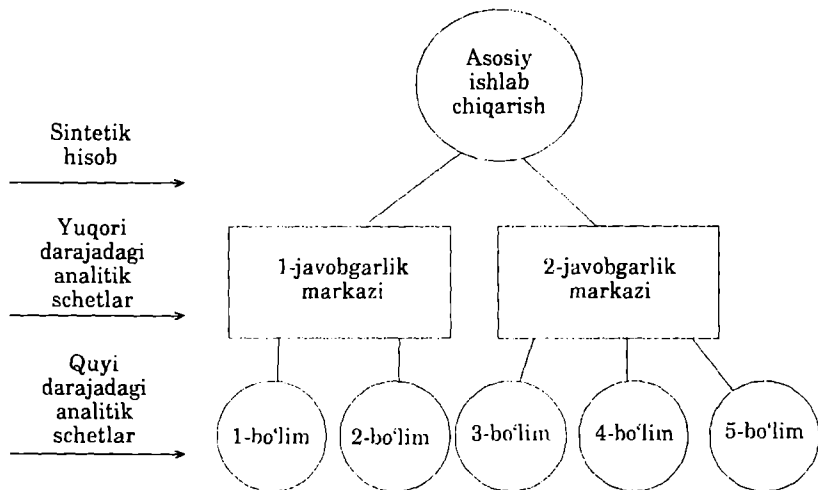 Asosiy
ishlab
chiqarish
Sintetik
hisob
Yuqori
darajadagi
analitik
schetlar
1-javobgarlik
markazi
2-javobgarlik
markazi
Quyi
darajadagi
analitik
schetlar
1-bo‘lim
2-bo‘lim
3-bo‘lim
4-bo‘lim
5-bo‘lim